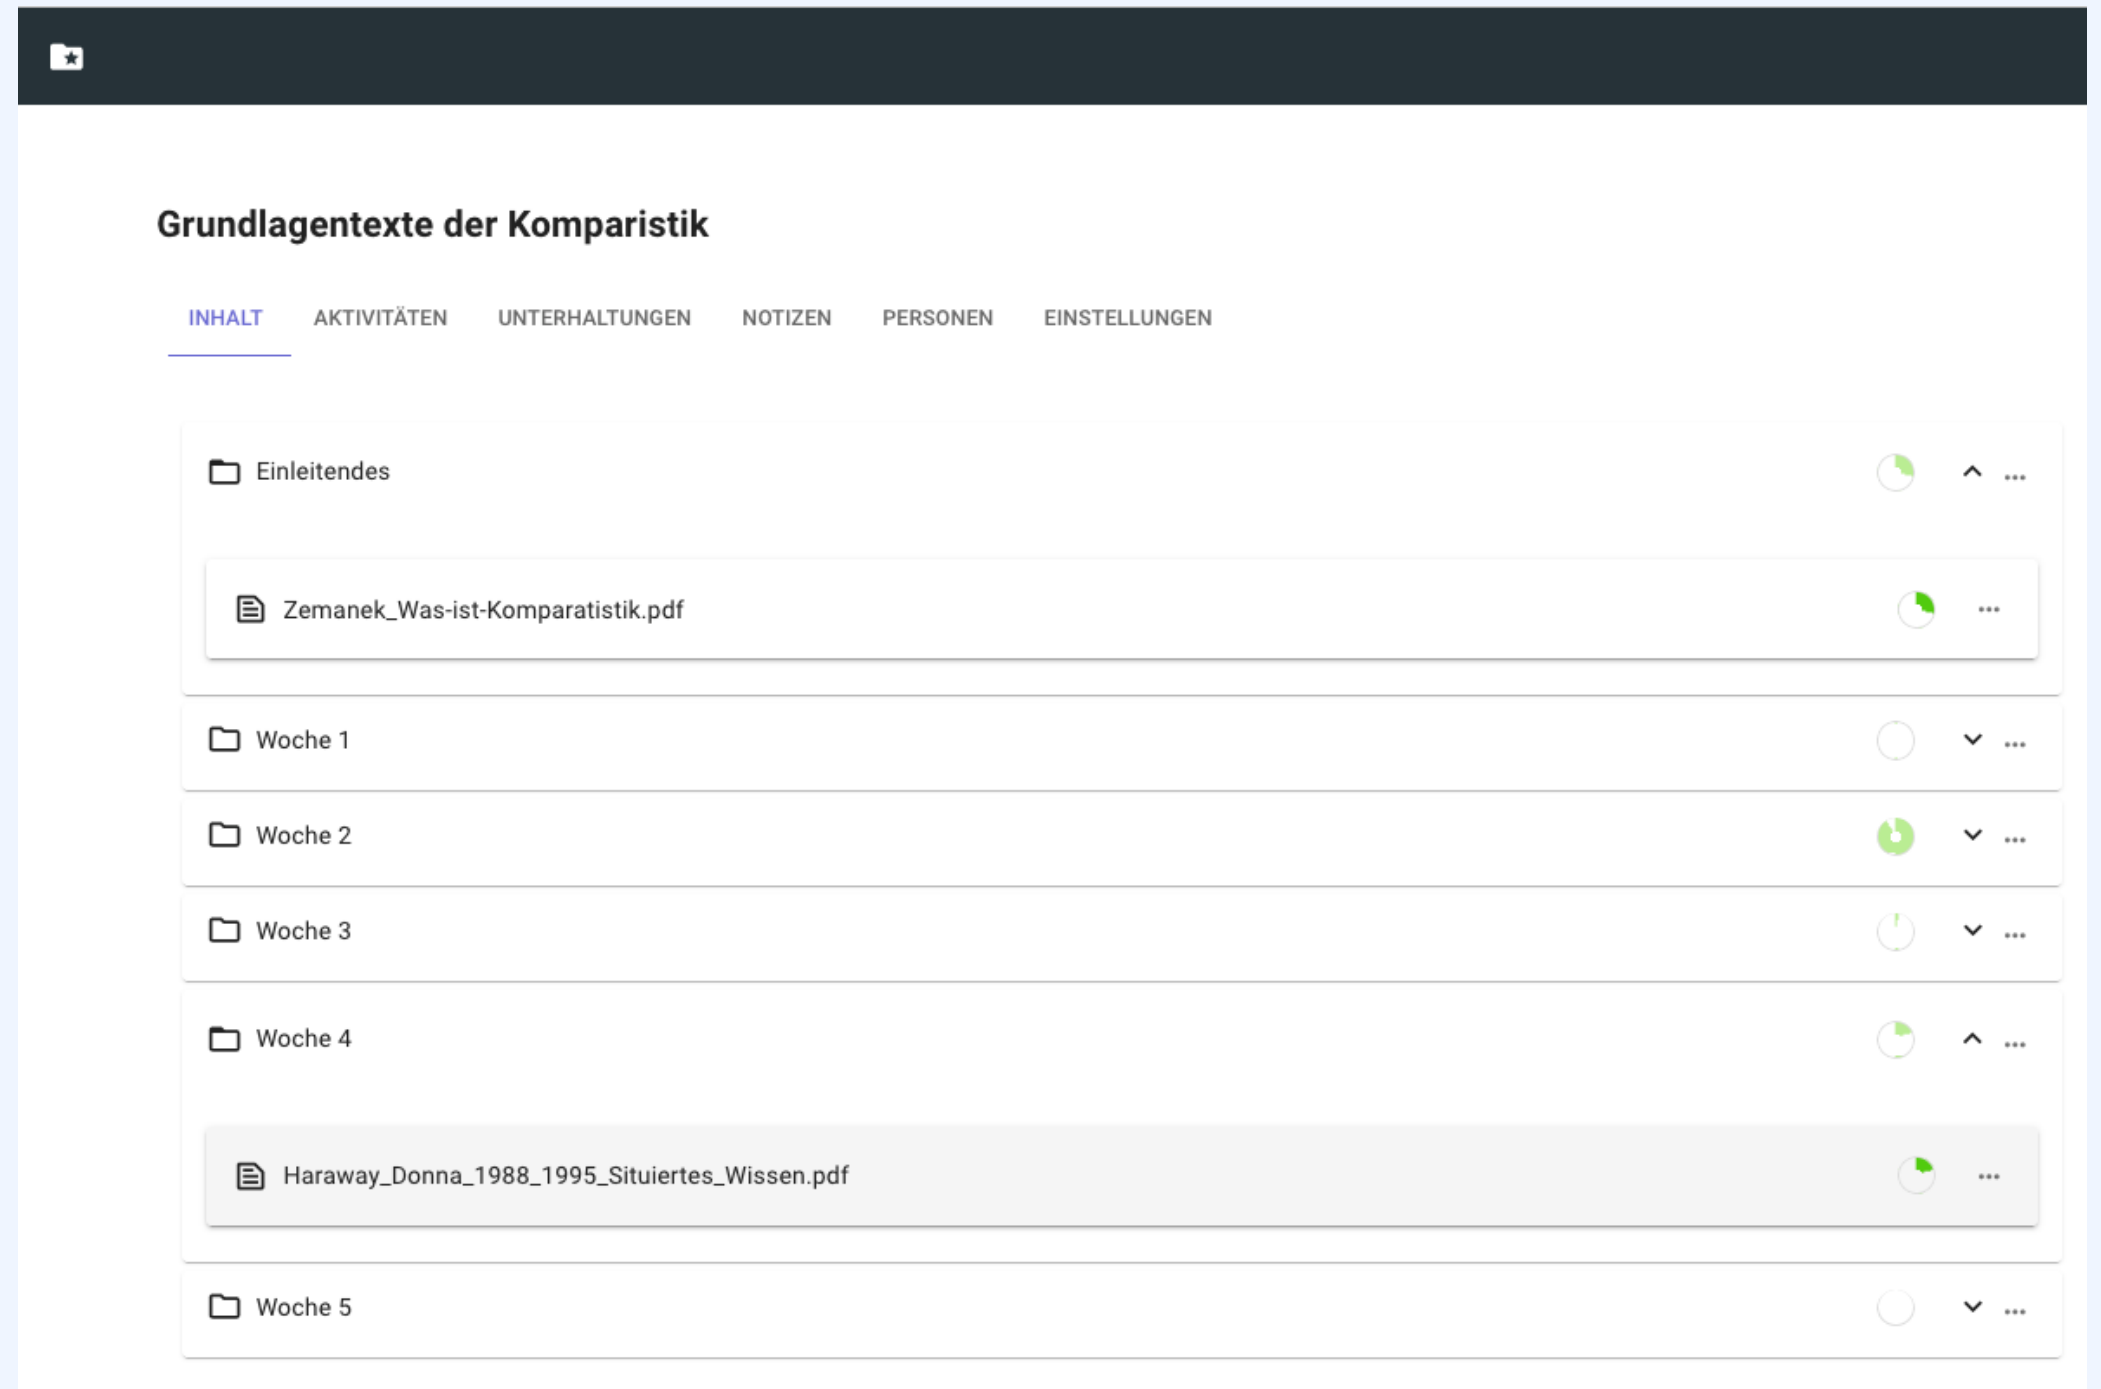 Grundlagentexte der Komparistik
INHALT AKTIVITÄTEN UNTERHALTUNGEN NOTIZEN PERSONEN EINSTELLUNGEN
Einleitendes
Zemanek_Was-ist-Komparatistik.pdf
Woche 1
Woche 2
Woche 3
Woche 4
Haraway_Donna_1988_1995_Situiertes_Wissen.pdf
Woche 5